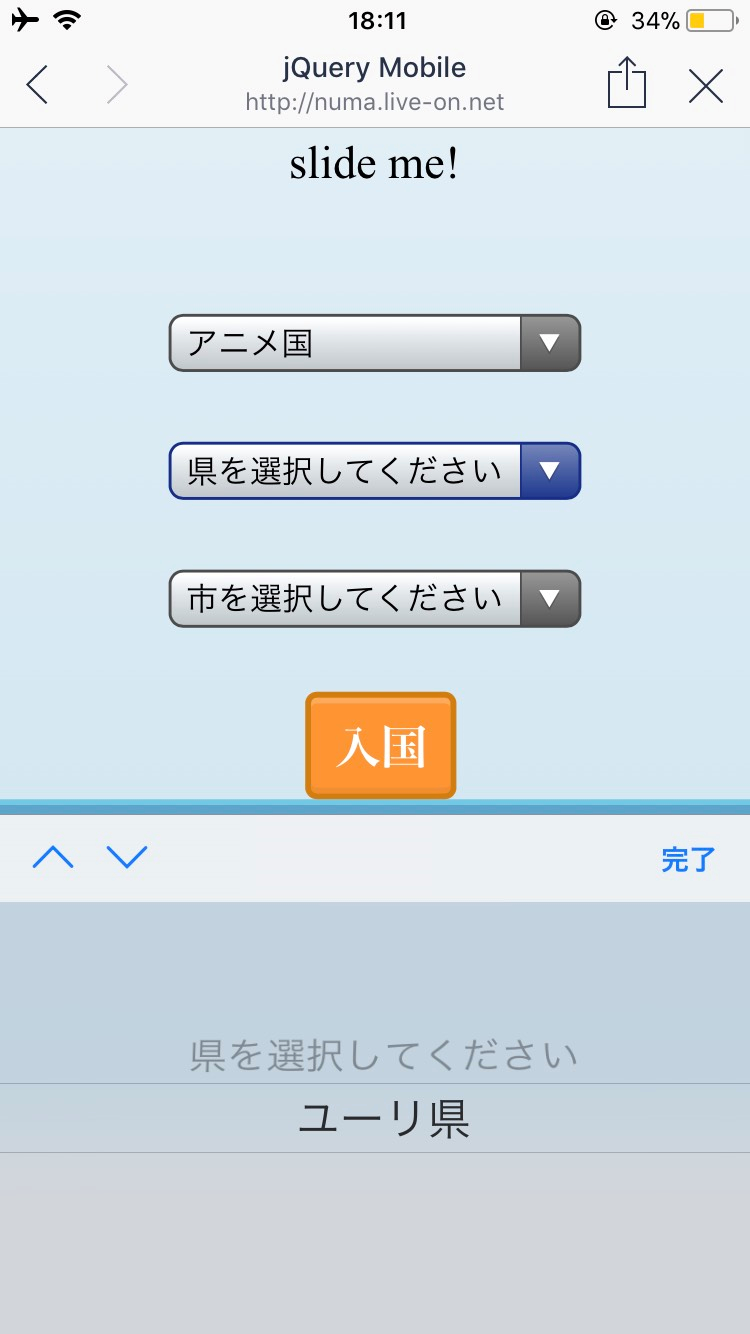 18:11
34%
jQuery Mobile
http://numa.live-on.net
slide me!
アニメ国
県を選択してください
市を選択してください
入国
完了
県を選択してください
ユーリ県